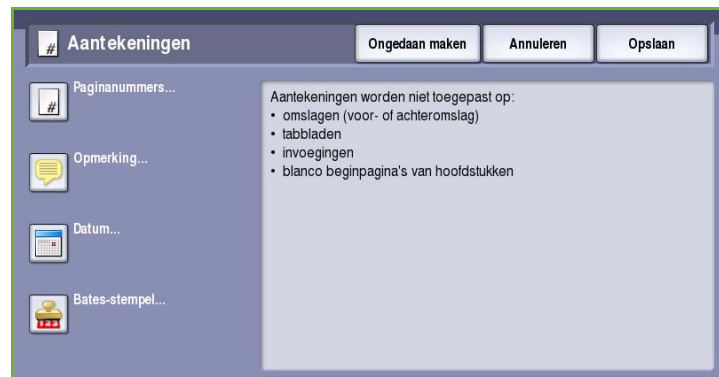 Aantekeningen
Ongedaan maken
Annuleren
Opslaan
Paginanummers...
Opmerking...
Datum...
Bates-stempel...
Aantekeningen worden niet toegepast op:
• omslagen (voor- of achteromslag)
• tabbladen
• invoegingen
• blanco beginpagina's van hoofdstukken